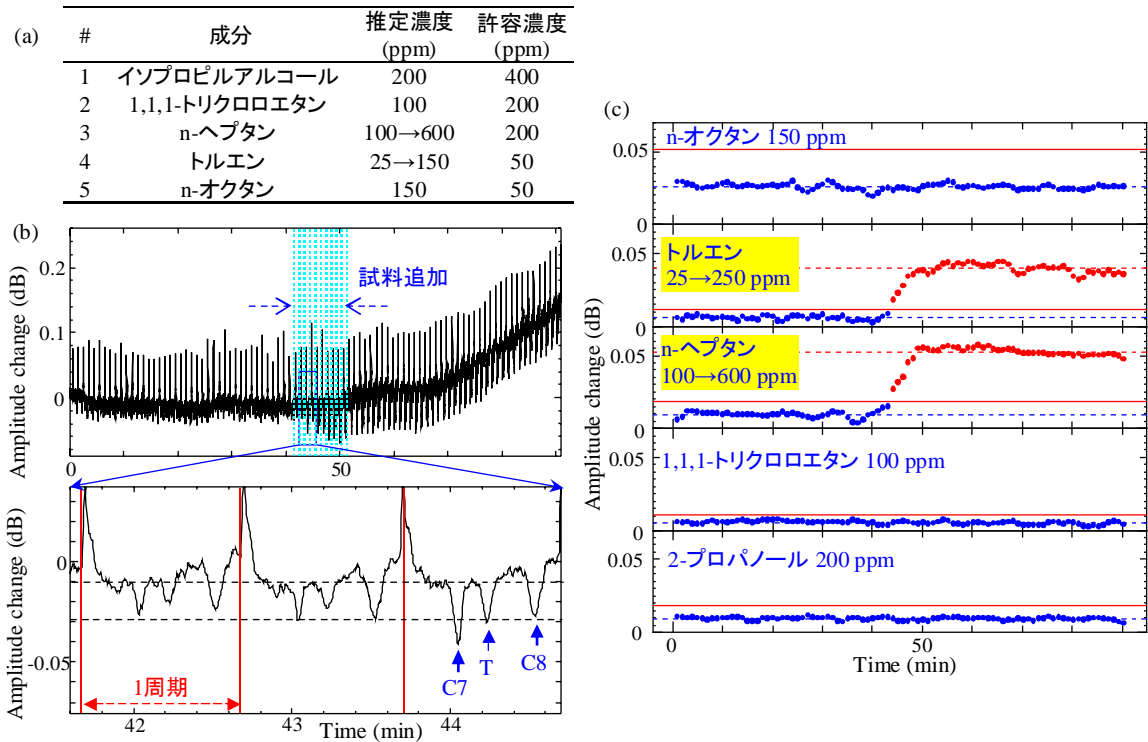 (a)
# 成分 推定濃度 (ppm) 許容濃度 (ppm)
1 イソプロピルアルコール 200 400
2 1,1,1-トリクロロエタン 100 200
3 n-ヘプタン 100→600 200
4 トルエン 25→150 50
5 n-オクタン 150 50
(b)
Amplitude change (dB)
0.2
0.1
0
0
50
試料追加
Amplitude change (dB)
0
-0.05
1周期
C7
T
C8
42
43
44
Time (min)
(c)
Amplitude change (dB)
n-オクタン 150 ppm
0.05
0
トルエン
25→250 ppm
0.05
0
n-ヘプタン
100→600 ppm
0.05
0
1,1,1-トリクロロエタン 100 ppm
0.05
0
2-プロパノール 200 ppm
0.05
0
0
50
Time (min)